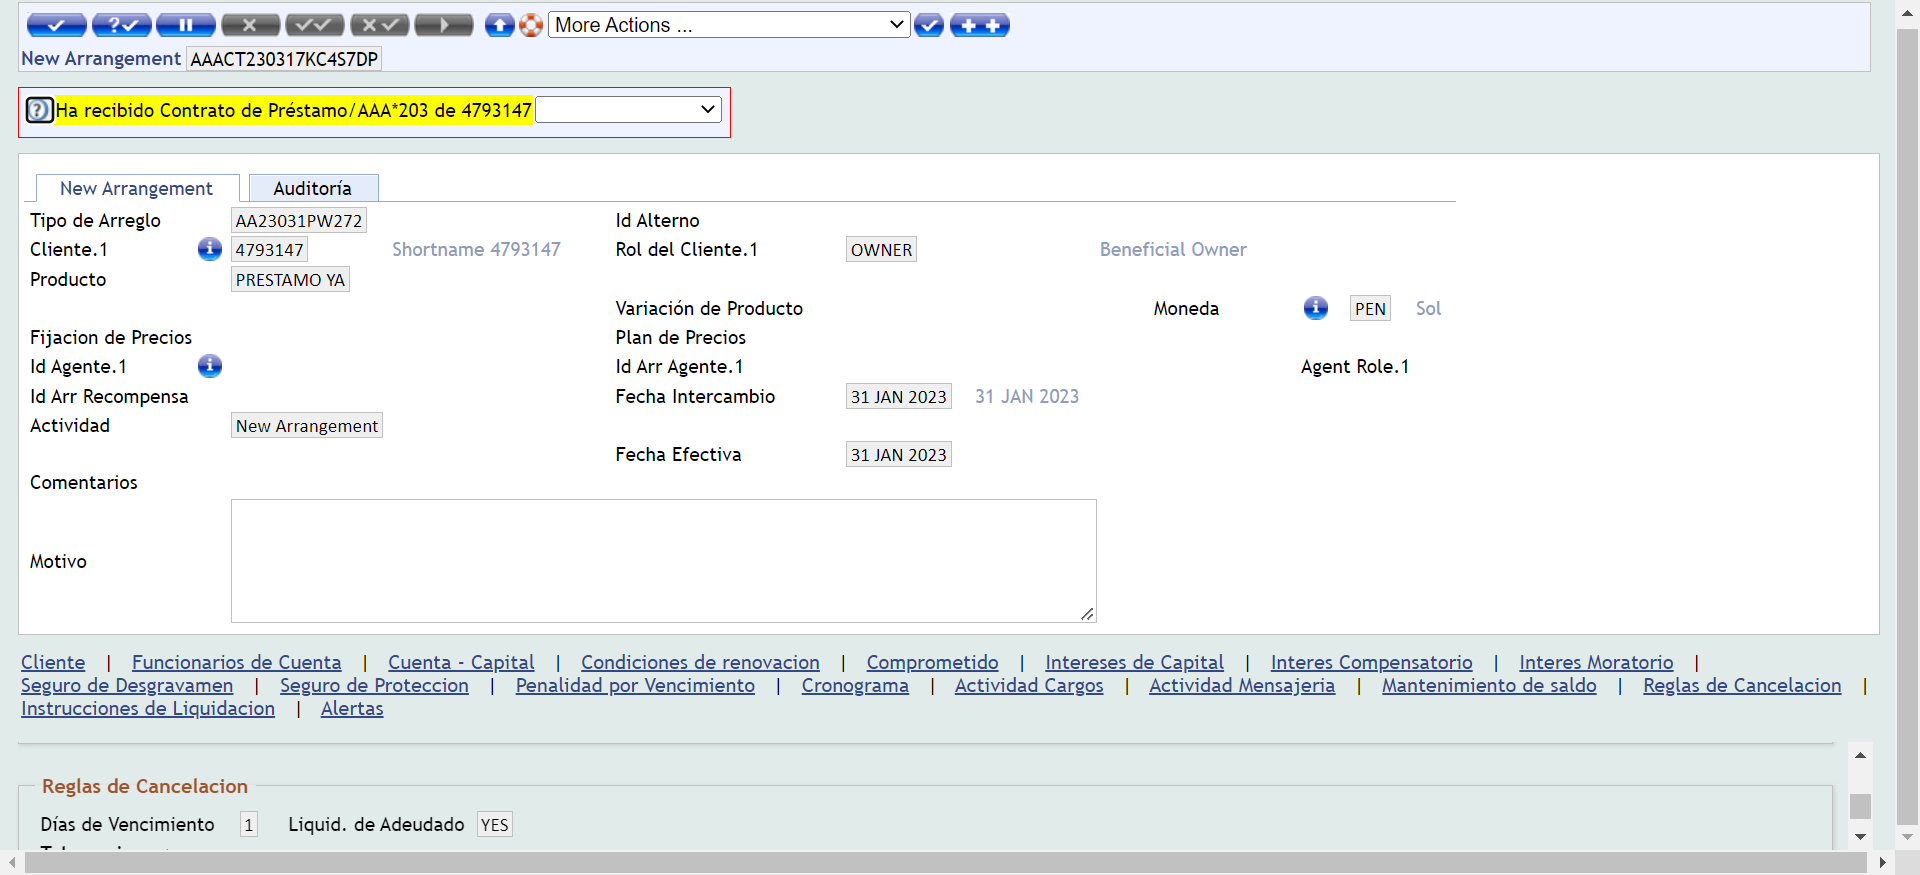 More Actions ...
New Arrangement AAACT230317KC4S7DP
Ha recibido Contrato de Préstamo/AAA*203 de 4793147
New Arrangement Auditoría
Tipo de Arreglo AA23031PW272 Id Alterno
Cliente.1 4793147 Shortname 4793147 Rol del Cliente.1 OWNER Beneficial Owner
Producto PRESTAMO YA
Variación de Producto Moneda PEN Sol
Fijacion de Precios Plan de Precios
Id Agente.1 Id Arr Agente.1 Agent Role.1
Id Arr Recompensa Fecha Intercambio 31 JAN 2023 31 JAN 2023
Actividad New Arrangement
Fecha Efectiva 31 JAN 2023
Comentarios
Motivo
Cliente | Funcionarios de Cuenta | Cuenta - Capital | Condiciones de renovacion | Comprometido | Intereses de Capital | Interes Compensatorio | Interes Moratorio |
Seguro de Desgravamen | Seguro de Proteccion | Penalidad por Vencimiento | Cronograma | Actividad Cargos | Actividad Mensajeria | Mantenimiento de saldo | Reglas de Cancelacion |
Instrucciones de Liquidacion | Alertas
Reglas de Cancelacion
Días de Vencimiento 1 Liquid. de Adeudado YES